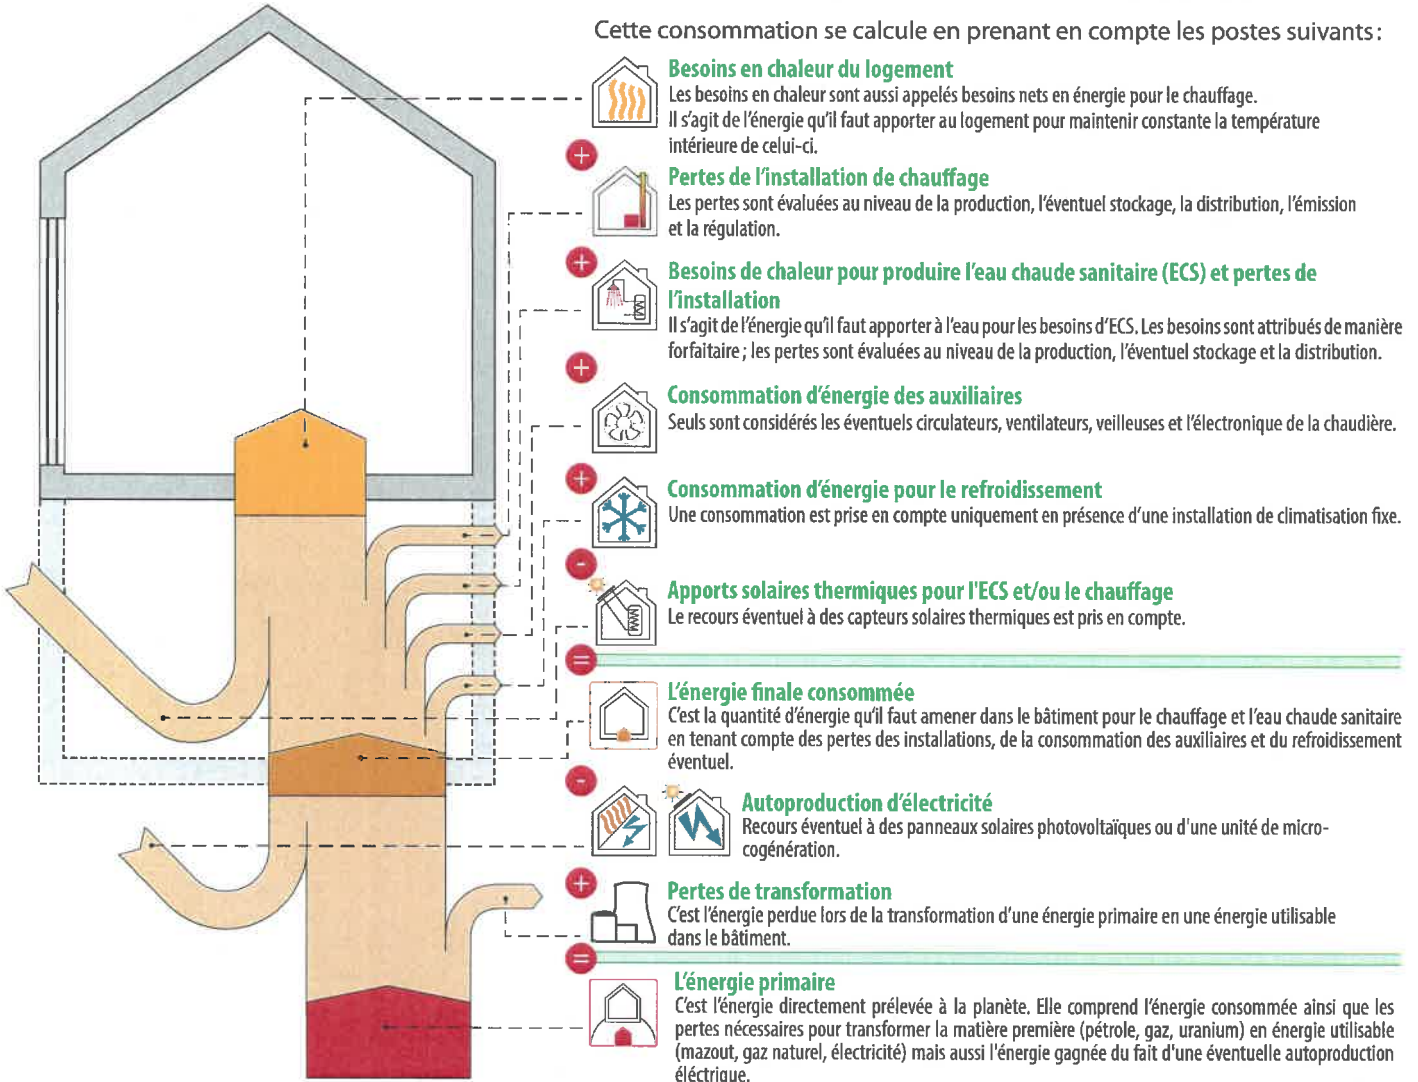 Cette consommation se calcule en prenant en compte les postes suivants :
Besoins en chaleur du logement
Les besoins en chaleur sont aussi appelés besoins nets en énergie pour le chauffage.
Il s'agit de l'énergie qu'il faut apporter au logement pour maintenir constante la température
intérieure de celui-ci.
+
Pertes de l'installation de chauffage
Les pertes sont évaluées au niveau de la production, l'éventuel stockage, la distribution, l'émission
et la régulation.
+
Besoins de chaleur pour produire l'eau chaude sanitaire (ECS) et pertes de
l'installation
Il s'agit de l'énergie qu'il faut apporter à l'eau pour les besoins d'ECS. Les besoins sont attribués de manière
forfaitaire ; les pertes sont évaluées au niveau de la production, l'éventuel stockage et la distribution.
+
Consommation d'énergie des auxiliaires
Seuls sont considérés les éventuels circulateurs, ventilateurs, veilleuses et l'électronique de la chaudière.
+
Consommation d'énergie pour le refroidissement
Une consommation est prise en compte uniquement en présence d'une installation de climatisation fixe.
-
Apports solaires thermiques pour l'ECS et/ou le chauffage
Le recours éventuel à des capteurs solaires thermiques est pris en compte.
=
L'énergie finale consommée
C'est la quantité d'énergie qu'il faut amener dans le bâtiment pour le chauffage et l'eau chaude sanitaire
en tenant compte des pertes des installations, de la consommation des auxiliaires et du refroidissement
éventuel.
-
Autoproduction d'électricité
Recours éventuel à des panneaux solaires photovoltaïques ou d'une unité de micro-
cogénération.
+
Pertes de transformation
C'est l'énergie perdue lors de la transformation d'une énergie primaire en une énergie utilisable
dans le bâtiment.
=
L'énergie primaire
C'est l'énergie directement prélevée à la planète. Elle comprend l'énergie consommée ainsi que les
pertes nécessaires pour transformer la matière première (pétrole, gaz, uranium) en énergie utilisable
(mazout, gaz naturel, électricité) mais aussi l'énergie gagnée du fait d'une éventuelle autoproduction
éléctrique.